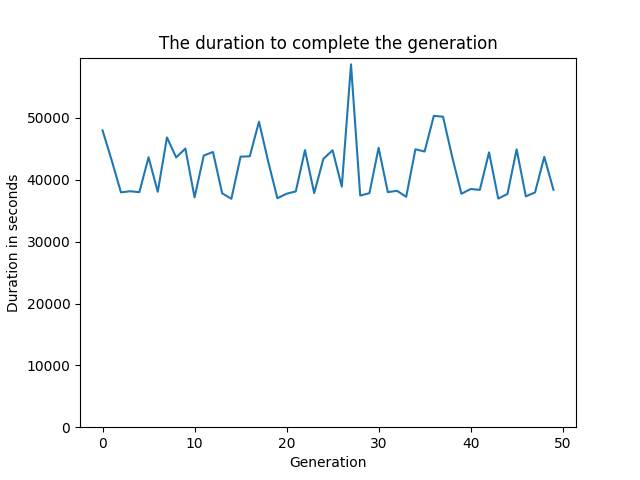 The duration to complete the generation
Duration in seconds
50000
40000
30000
20000
10000
0
0 10 20 30 40 50
Generation